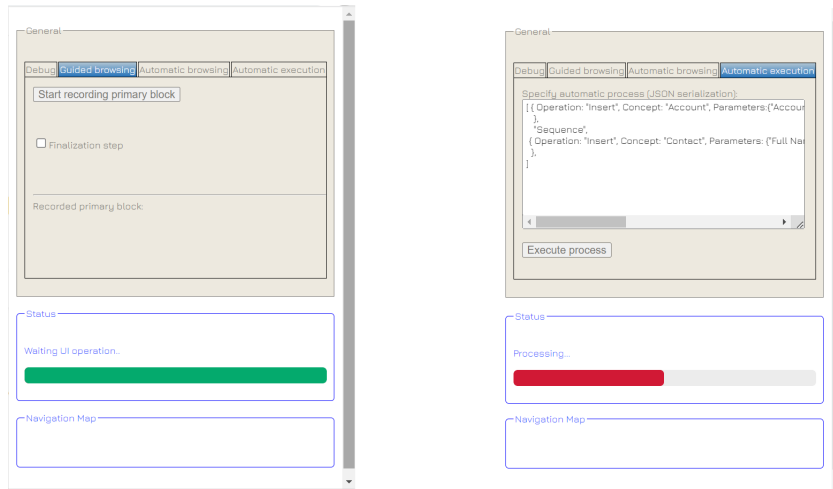 General
Debug Guided browsing Automatic browsing Automatic execution
Start recording primary block
Finalization step
Recorded primary block:
Status
Waiting UI operation...
Navigation Map
General
Debug Guided browsing Automatic browsing Automatic execution
Specify automatic process (JSON serialization):
[ { Operation: "Insert", Concept: "Account", Parameters:{"Accour
},
"Sequence",
{ Operation: "Insert", Concept: "Contact", Parameters: {"Full Nar
},
]
Execute process
Status
Processing...
Navigation Map